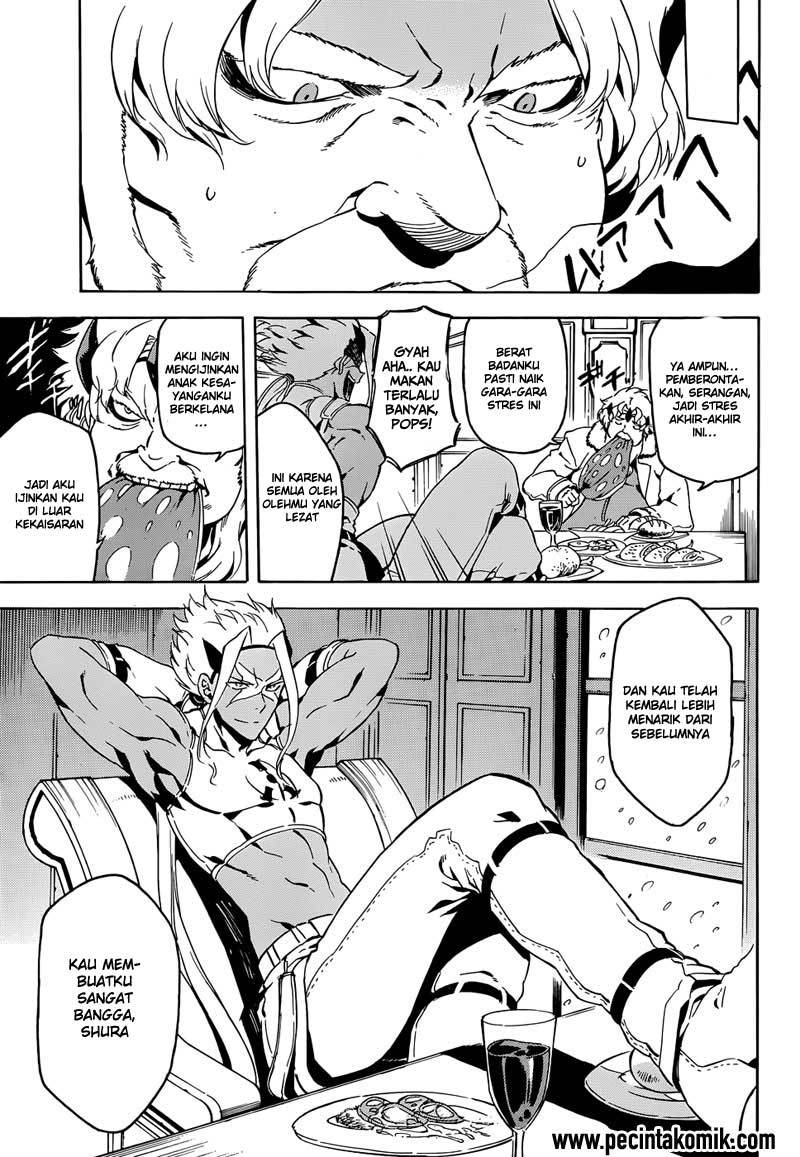 YA AMPUN...
PEMBERONTA-
KAN, SERANGAN,
JADI STRES
AKHIR-AKHIR
INI...
BERAT
BADANKU
PASTI NAIK
GARA-GARA
STRES INI
GYAH
AHA.. KAU
MAKAN
TERLALU
BANYAK,
POPS!
INI KARENA
SEMUA OLEH
OLEHMU YANG
LEZAT
AKU INGIN
MENGIJINKAN
ANAK KESA-
YANGANKU
BERKELANA
...
JADI AKU
IJINKAN KAU
DI LUAR
KEKAISARAN
DAN KAU TELAH
KEMBALI LEBIH
MENARIK DARI
SEBELUMNYA
KAU MEM-
BUATKU
SANGAT
BANGGA,
SHURA
www.pecintakomik.com